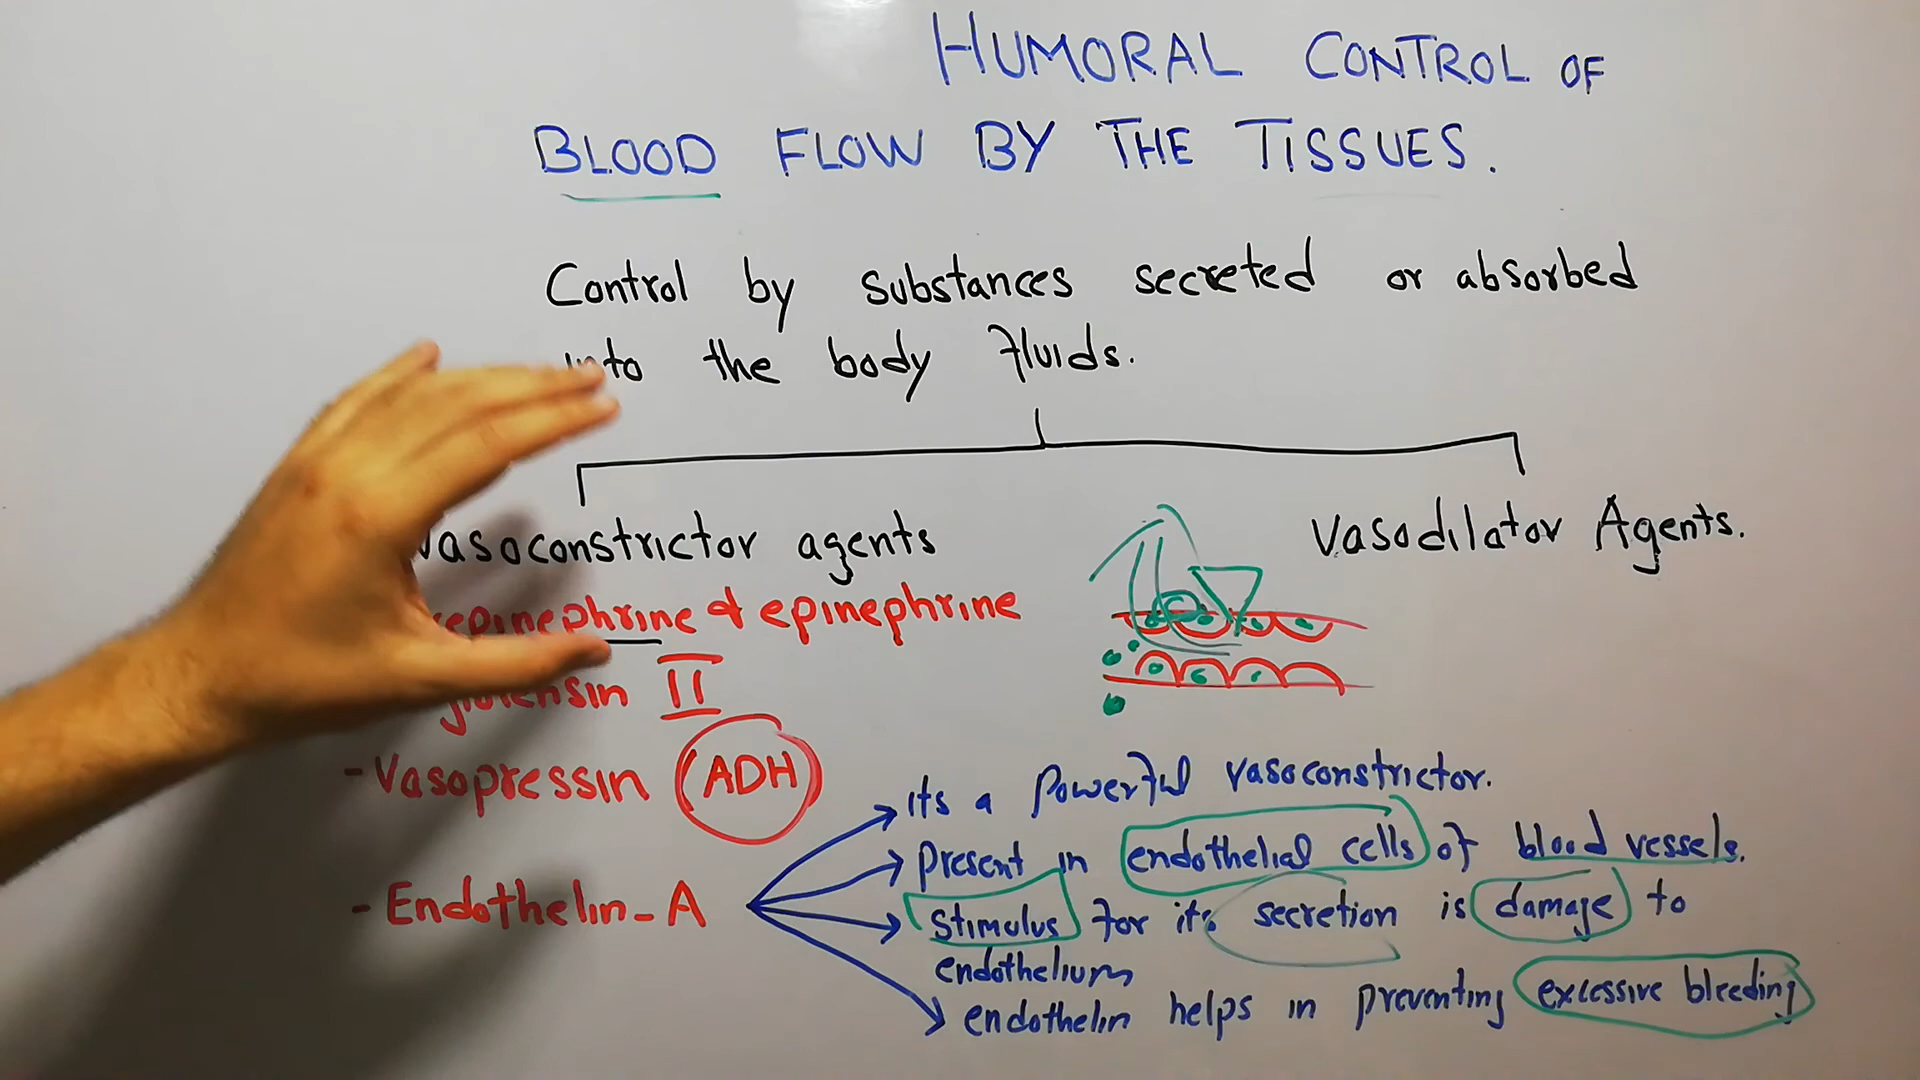 HUMORAL CONTROL OF
BLOOD FLOW BY THE TISSUES.
Control by substances secreted or absorbed
into the body fluids.
Vasoconstrictor agents
Vasodilator Agents.
& epinephrine
II
- Vasopressin (ADH)
- Endothelin-A
its a powerful vasoconstrictor.
present in endothelial cells of blood vessels.
stimulus for its secretion is damage to
endothelium
endothelin helps in preventing excessive bleeding